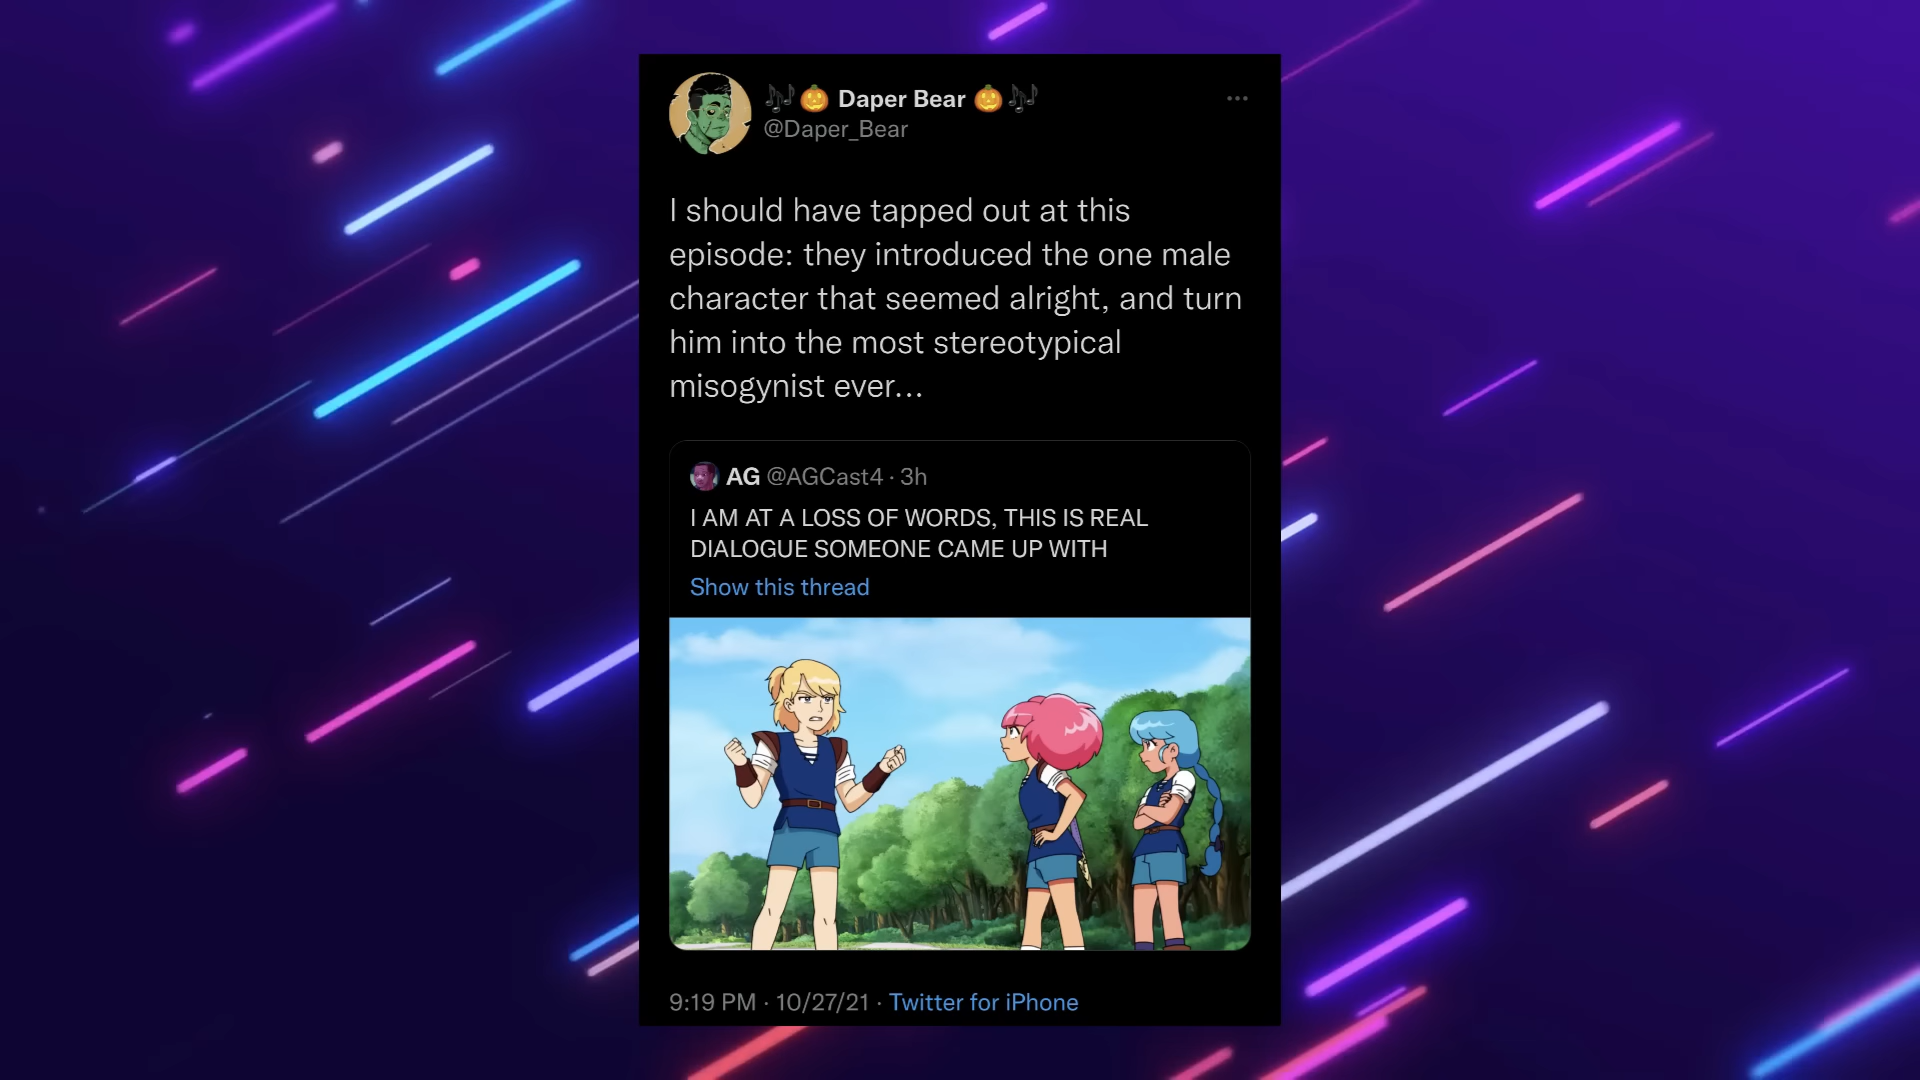 🎶🎃 Daper Bear 🎃🎶
@Daper_Bear
I should have tapped out at this
episode: they introduced the one male
character that seemed alright, and turn
him into the most stereotypical
misogynist ever...
AG @AGCast4 · 3h
I AM AT A LOSS OF WORDS, THIS IS REAL
DIALOGUE SOMEONE CAME UP WITH
Show this thread
9:19 PM · 10/27/21 · Twitter for iPhone